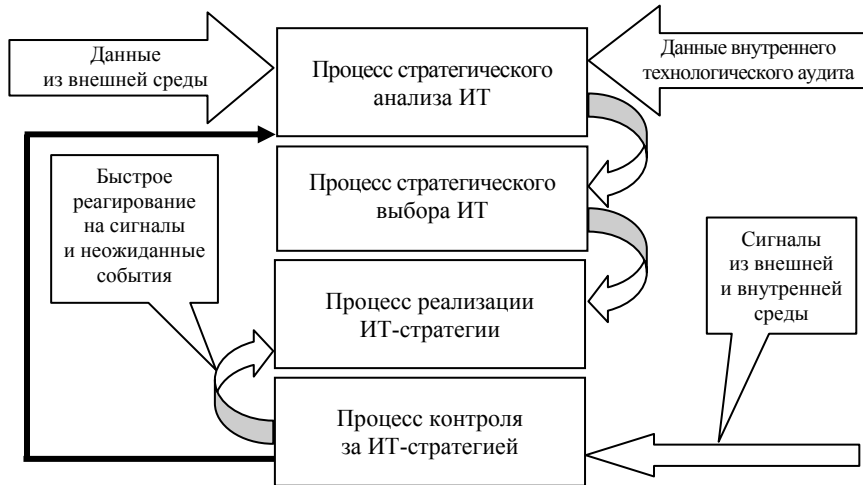 Данные
из внешней среды
Процесс стратегического
анализа ИТ
Данные внутреннего
технологического аудита
Быстрое
реагирование
на сигналы
и неожиданные
события
Процесс стратегического
выбора ИТ
Сигналы
из внешней
и внутренней
среды
Процесс реализации
ИТ-стратегии
Процесс контроля
за ИТ-стратегией